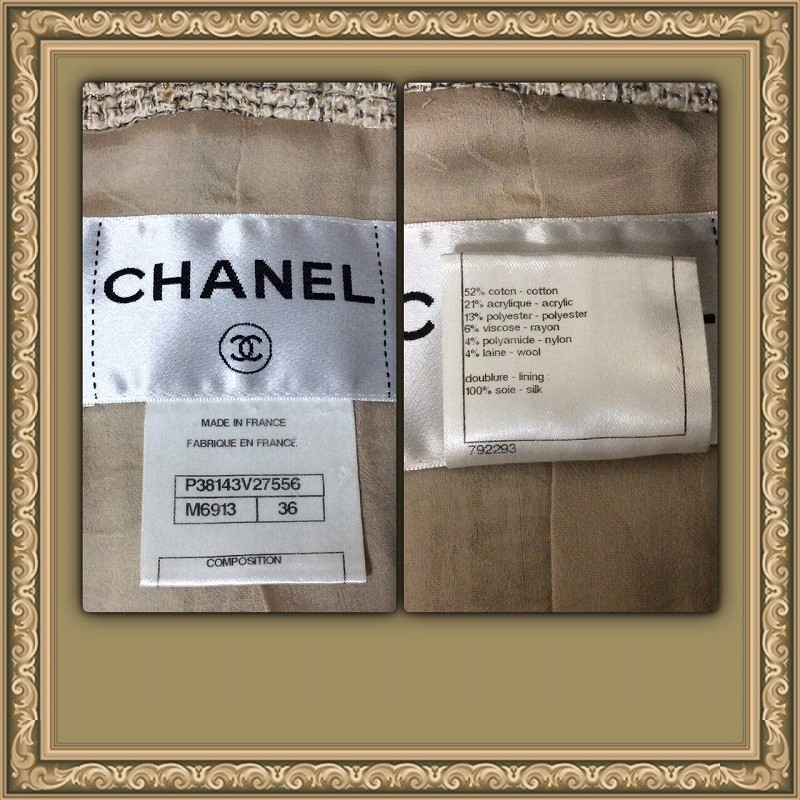 CHANEL
MADE IN FRANCE
FABRIQUE EN FRANCE
P38143V27556
M6913 36
COMPOSITION
C
52% coton - cotton
21% acrylique - acrylic
13% polyester - polyester
6% viscose - rayon
4% polyamide - nylon
4% laine - wool
doublure - lining :
100% soie - silk
792293